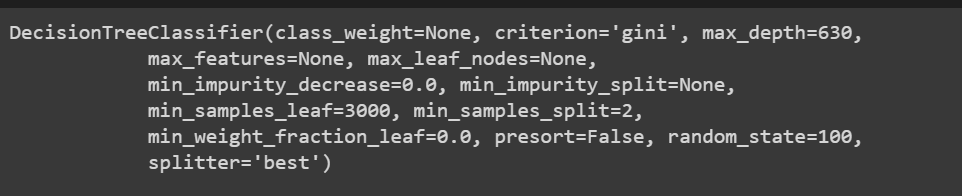 DecisionTreeClassifier(class_weight=None, criterion='gini', max_depth=630,
max_features=None, max_leaf_nodes=None,
min_impurity_decrease=0.0, min_impurity_split=None,
min_samples_leaf=3000, min_samples_split=2,
min_weight_fraction_leaf=0.0, presort=False, random_state=100,
splitter='best')